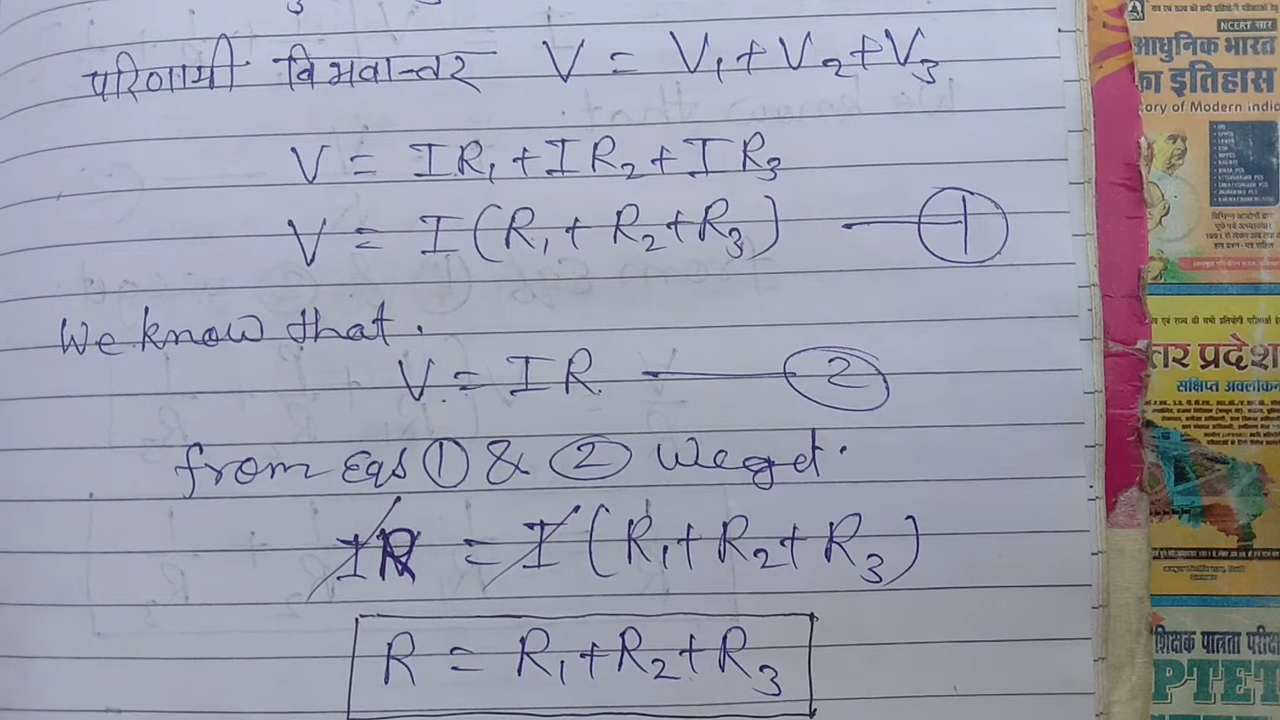 परिणामी विभवान्तर V = V₁ + V₂ + V₃
V = IR₁ + IR₂ + IR₃
V = I(R₁ + R₂ + R₃) — ①
We know that.
V = IR — ②
from Eqs ① & ② We get.
IR = I (R₁ + R₂ + R₃)
R = R₁ + R₂ + R₃
NCERT सार
आधुनिक भारत
का इतिहास
ory of Modern India
त्तर प्रदेश
संक्षिप्त अवलोकन
शिक्षक पात्रता परीक्ष
PTET